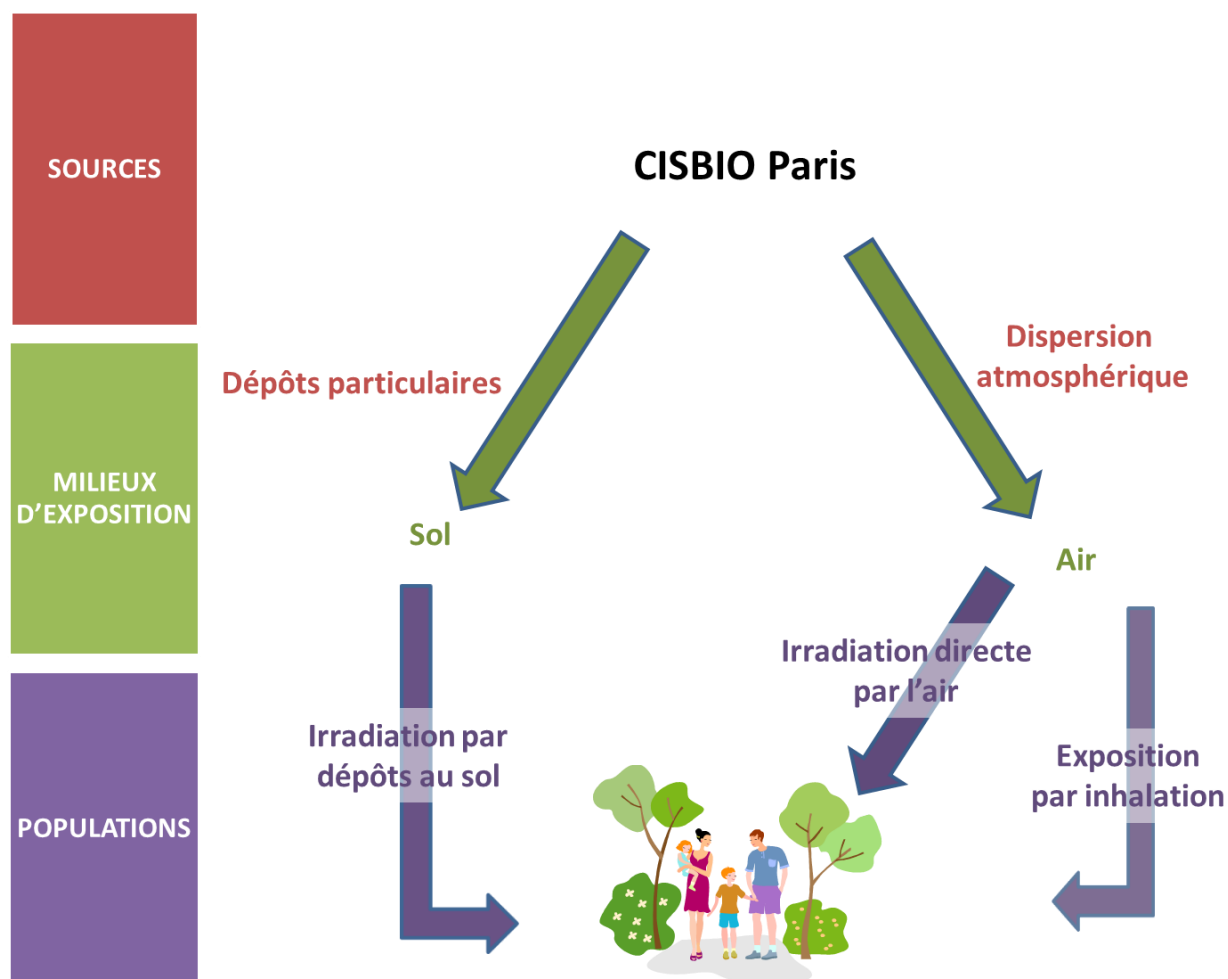 SOURCES
CISBIO Paris
Dispersion
atmosphérique
Dépôts particulaires
MILIEUX
D’EXPOSITION
Sol
Air
Irradiation directe
par l’air
Irradiation par
dépôts au sol
Exposition
par inhalation
POPULATIONS